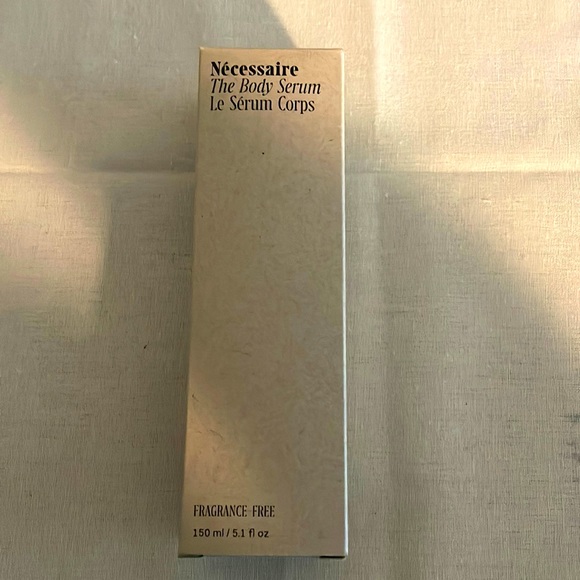 Nécessaire
The Body Serum
Le Sérum Corps
FRAGRANCE-FREE
150 ml / 5.1 fl oz